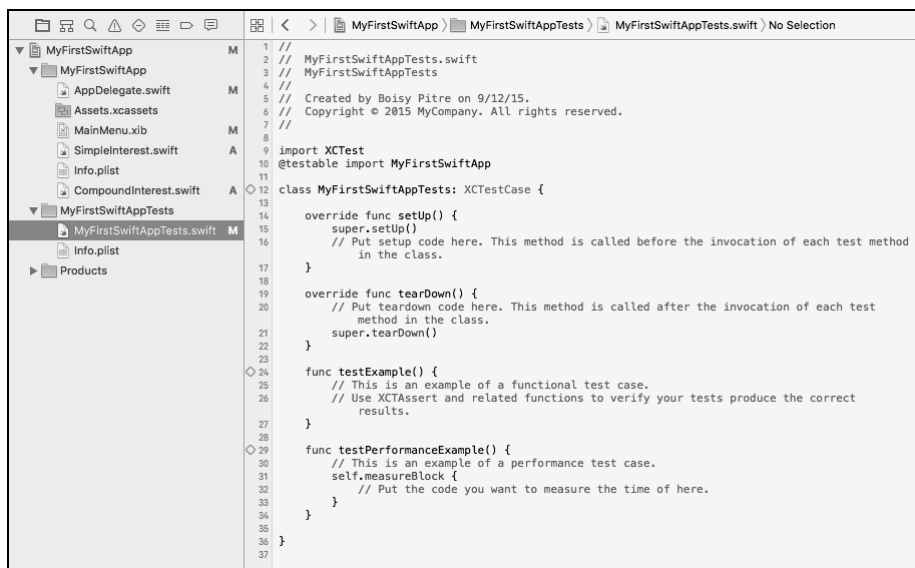 MyFirstSwiftApp M
MyFirstSwiftApp
AppDelegate.swift M
Assets.xcassets
MainMenu.xib M
SimpleInterest.swift A
Info.plist
CompoundInterest.swift A
MyFirstSwiftAppTests
MyFirstSwiftAppTests.swift M
Info.plist
Products
MyFirstSwiftApp MyFirstSwiftAppTests MyFirstSwiftAppTests.swift No Selection
1 //
2 // MyFirstSwiftAppTests.swift
3 // MyFirstSwiftAppTests
4 //
5 // Created by Boisy Pitre on 9/12/15.
6 // Copyright © 2015 MyCompany. All rights reserved.
7 //
8
9 import XCTest
10 @testable import MyFirstSwiftApp
11
12 class MyFirstSwiftAppTests: XCTestCase {
13
14 override func setUp() {
15 super.setUp()
16 // Put setup code here. This method is called before the invocation of each test method
in the class.
17 }
18
19 override func tearDown() {
20 // Put teardown code here. This method is called after the invocation of each test
method in the class.
21 super.tearDown()
22 }
23
24 func testExample() {
25 // This is an example of a functional test case.
26 // Use XCTAssert and related functions to verify your tests produce the correct
results.
27 }
28
29 func testPerformanceExample() {
30 // This is an example of a performance test case.
31 self.measureBlock {
32 // Put the code you want to measure the time of here.
33 }
34 }
35
36 }
37